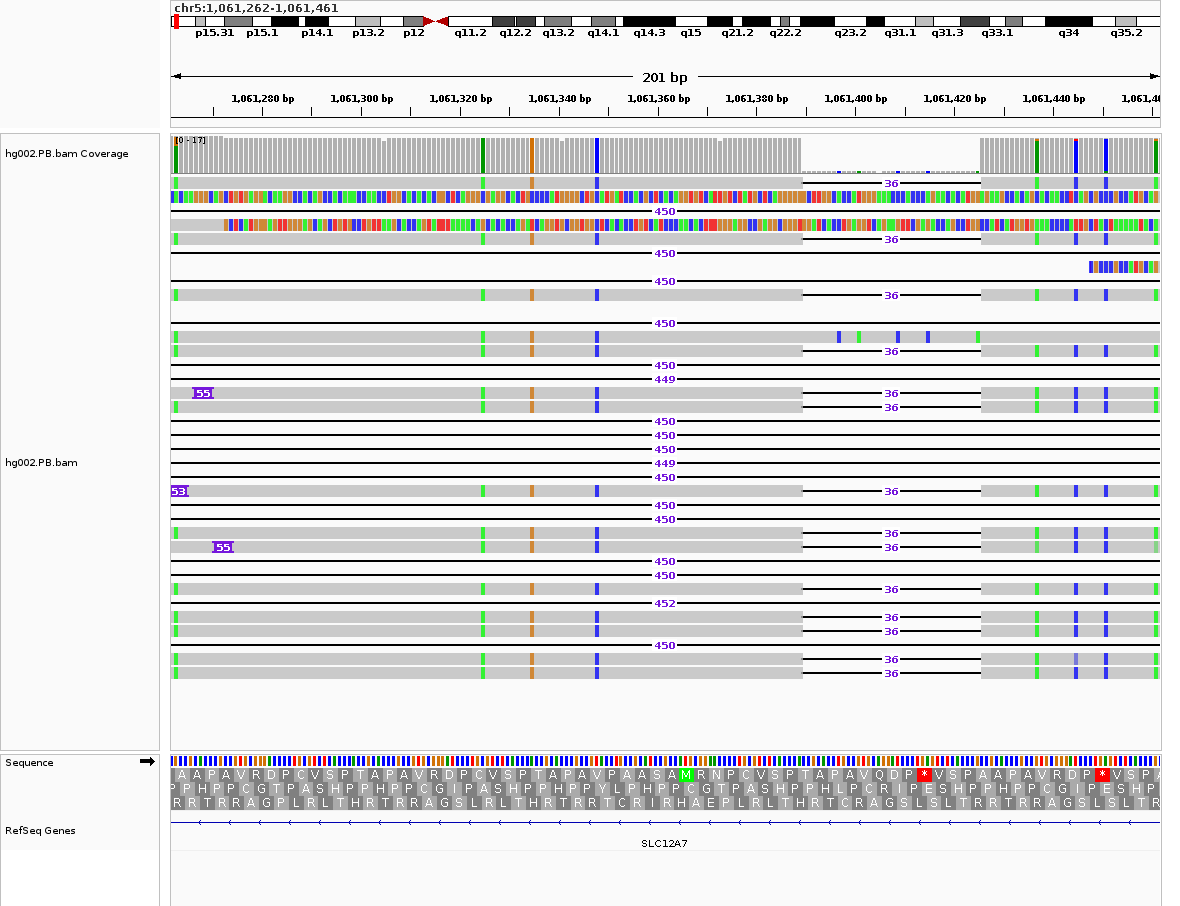 chr5:1,061,262-1,061,461
p15.31 p15.1 p14.1 p13.2 p12 q11.2 q12.2 q13.2 q14.1 q14.3 q15 q21.2 q22.2 q23.2 q31.1 q31.3 q33.1 q34 q35.2
201 bp
1,061,280 bp 1,061,300 bp 1,061,320 bp 1,061,340 bp 1,061,360 bp 1,061,380 bp 1,061,400 bp 1,061,420 bp 1,061,440 bp 1,061,4
[0 - 17]
hg002.PB.bam Coverage
36
450
36
450
450
36
450
36
450
449
55 36
36
450
450
450
hg002.PB.bam 449
450
53 36
450
450
36
55 36
450
450
36
452
36
36
450
36
36
Sequence
A A P A V R D P C V S P T A P A V R D P C V S P T A P A V P A A S A M R N P C V S P T A P A V Q D P * V S P A A P A V R D P * V S P A
P H P P C G T P A S H P P H P P C G I P A S H P P H P P Y L P H P P C G T P A S H P P H L P C R I P E S H P P H P P C G I P E S H P
R R T R R A G P L R L T H R T R R A G S L R L T H R T R R T C R I R H A E P L R L T H R T C R A G S L S L T R R T R R A G S L S L T R
RefSeq Genes
SLC12A7